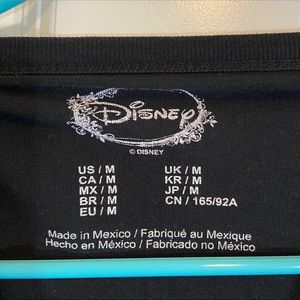 Disney
© DISNEY
US / M UK / M
CA / M KR / M
MX / M JP / M
BR / M CN / 165/92A
EU / M
Made in Mexico / Fabriqué au Mexique
Hecho en México / Fabricado no México